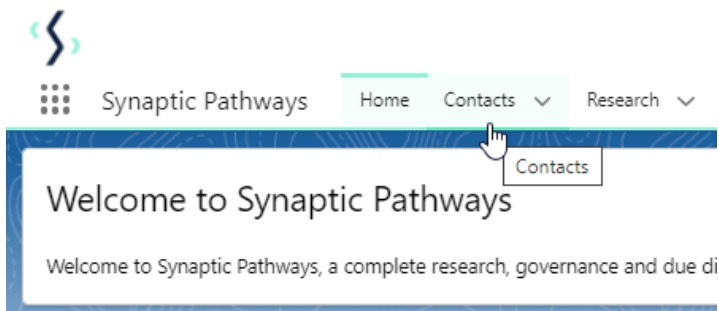 Synaptic Pathways Home Contacts Research
Contacts
Welcome to Synaptic Pathways
Welcome to Synaptic Pathways, a complete research, governance and due di